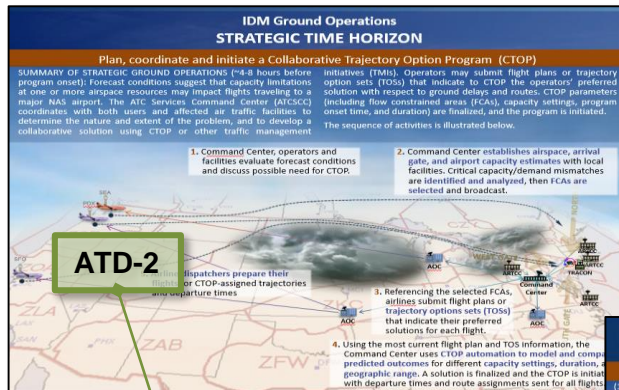 IDM Ground Operations
STRATEGIC TIME HORIZON
Plan, coordinate and initiate a Collaborative Trajectory Option Program (CTOP)
SUMMARY OF STRATEGIC GROUND OPERATIONS (~4-8 hours before
program onset): Forecast conditions suggest that capacity limitations
at one or more airspace resources may impact flights traveling to a
major NAS airport. The ATC Services Command Center (ATCSCC)
coordinates with both users and affected air traffic facilities to
determine the nature and extent of the problem, and to develop a
collaborative solution using CTOP or other traffic management
initiatives (TMIs). Operators may submit flight plans or trajectory
option sets (TOSs) that indicate to CTOP the operators' preferred
solution with respect to ground delays and routes. CTOP parameters
(including flow constrained areas (FCAs), capacity settings, program
onset time, and duration) are finalized, and the program is initiated.
The sequence of activities is illustrated below.
1. Command Center, operators and
facilities evaluate forecast conditions
and discuss possible need for CTOP.
2. Command Center establishes airspace, arrival
gate, and airport capacity estimates with local
facilities. Critical capacity/demand mismatches
are identified and analyzed, then FCAs are
selected and broadcast.
SEA
PDX
SFO
ATD-2
dispatchers prepare their
or CTOP-assigned trajectories
departure times
ZLA
ZAB
ZFW
AOC
AOC
AOC
ARTCC
ARTCC
ARTCC
TRACON
Command
Center
3. Referencing the selected FCAs,
airlines submit flight plans or
trajectory options sets (TOSs)
that indicate their preferred
solutions for each flight.
4. Using the most current flight plan and TOS information, the
Command Center uses CTOP automation to model and
predicted outcomes for different capacity settings, duration,
geographic range. A solution is finalized and the CTOP is
with departure times and route assignments sent for all flights